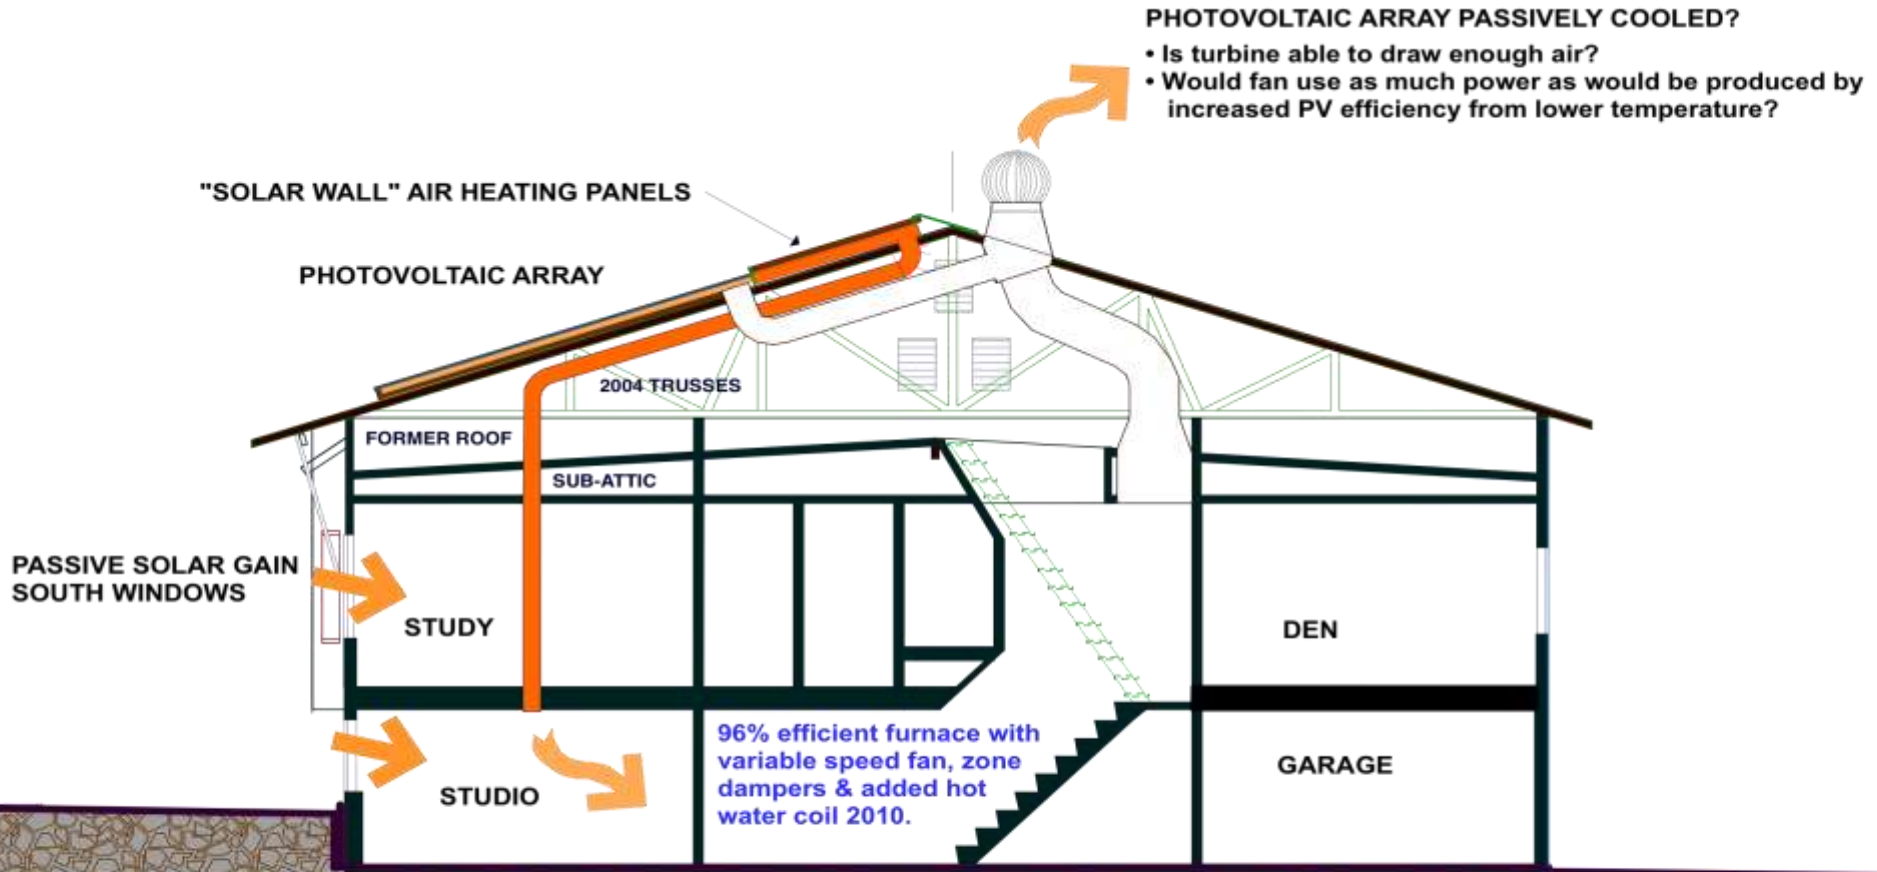 PHOTOVOLTAIC ARRAY PASSIVELY COOLED?
• Is turbine able to draw enough air?
• Would fan use as much power as would be produced by
increased PV efficiency from lower temperature?
"SOLAR WALL" AIR HEATING PANELS
PHOTOVOLTAIC ARRAY
2004 TRUSSES
FORMER ROOF
SUB-ATTIC
PASSIVE SOLAR GAIN
SOUTH WINDOWS
STUDY
DEN
96% efficient furnace with
variable speed fan, zone
dampers & added hot
water coil 2010.
STUDIO
GARAGE